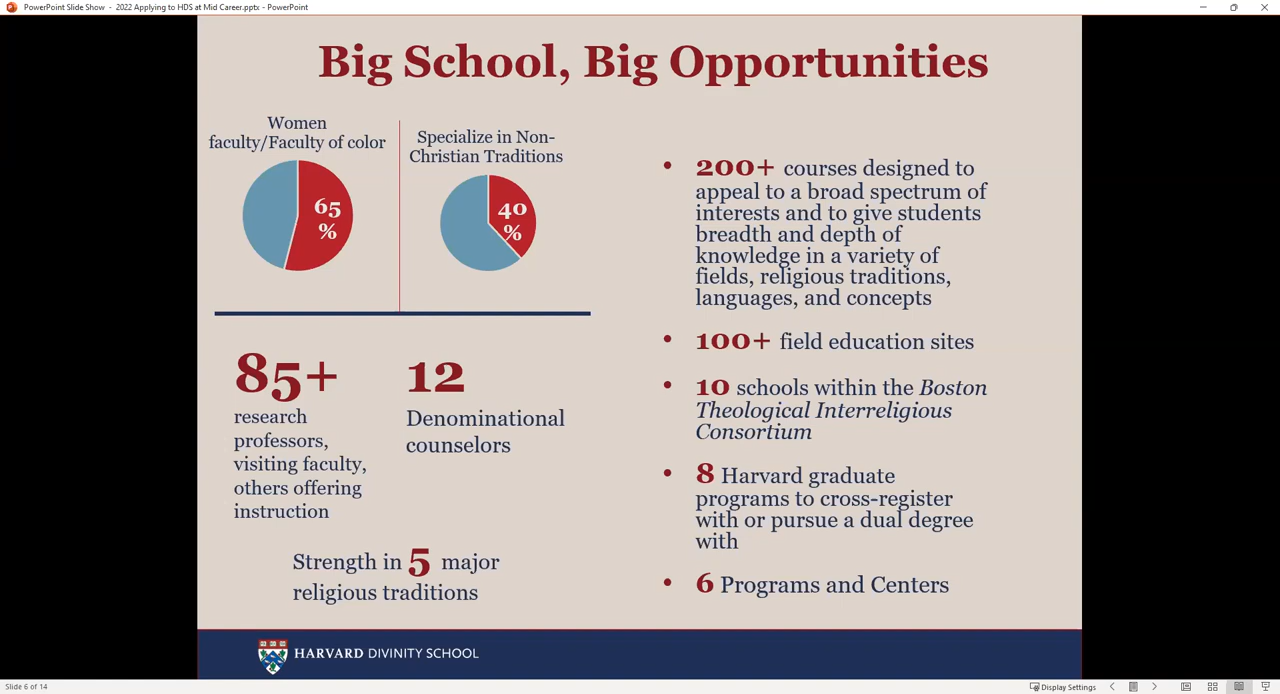 PowerPoint Slide Show - 2022 Applying to HDS at Mid Career.pptx - PowerPoint
Big School, Big Opportunities
Women
faculty/Faculty of color
65
%
Specialize in Non-
Christian Traditions
40
%
85+
research
professors,
visiting faculty,
others offering
instruction
12
Denominational
counselors
Strength in 5 major
religious traditions
• 200+ courses designed to
appeal to a broad spectrum of
interests and to give students
breadth and depth of
knowledge in a variety of
fields, religious traditions,
languages, and concepts
• 100+ field education sites
• 10 schools within the Boston
Theological Interreligious
Consortium
• 8 Harvard graduate
programs to cross-register
with or pursue a dual degree
with
• 6 Programs and Centers
HARVARD DIVINITY SCHOOL
Slide 6 of 14
Display Settings